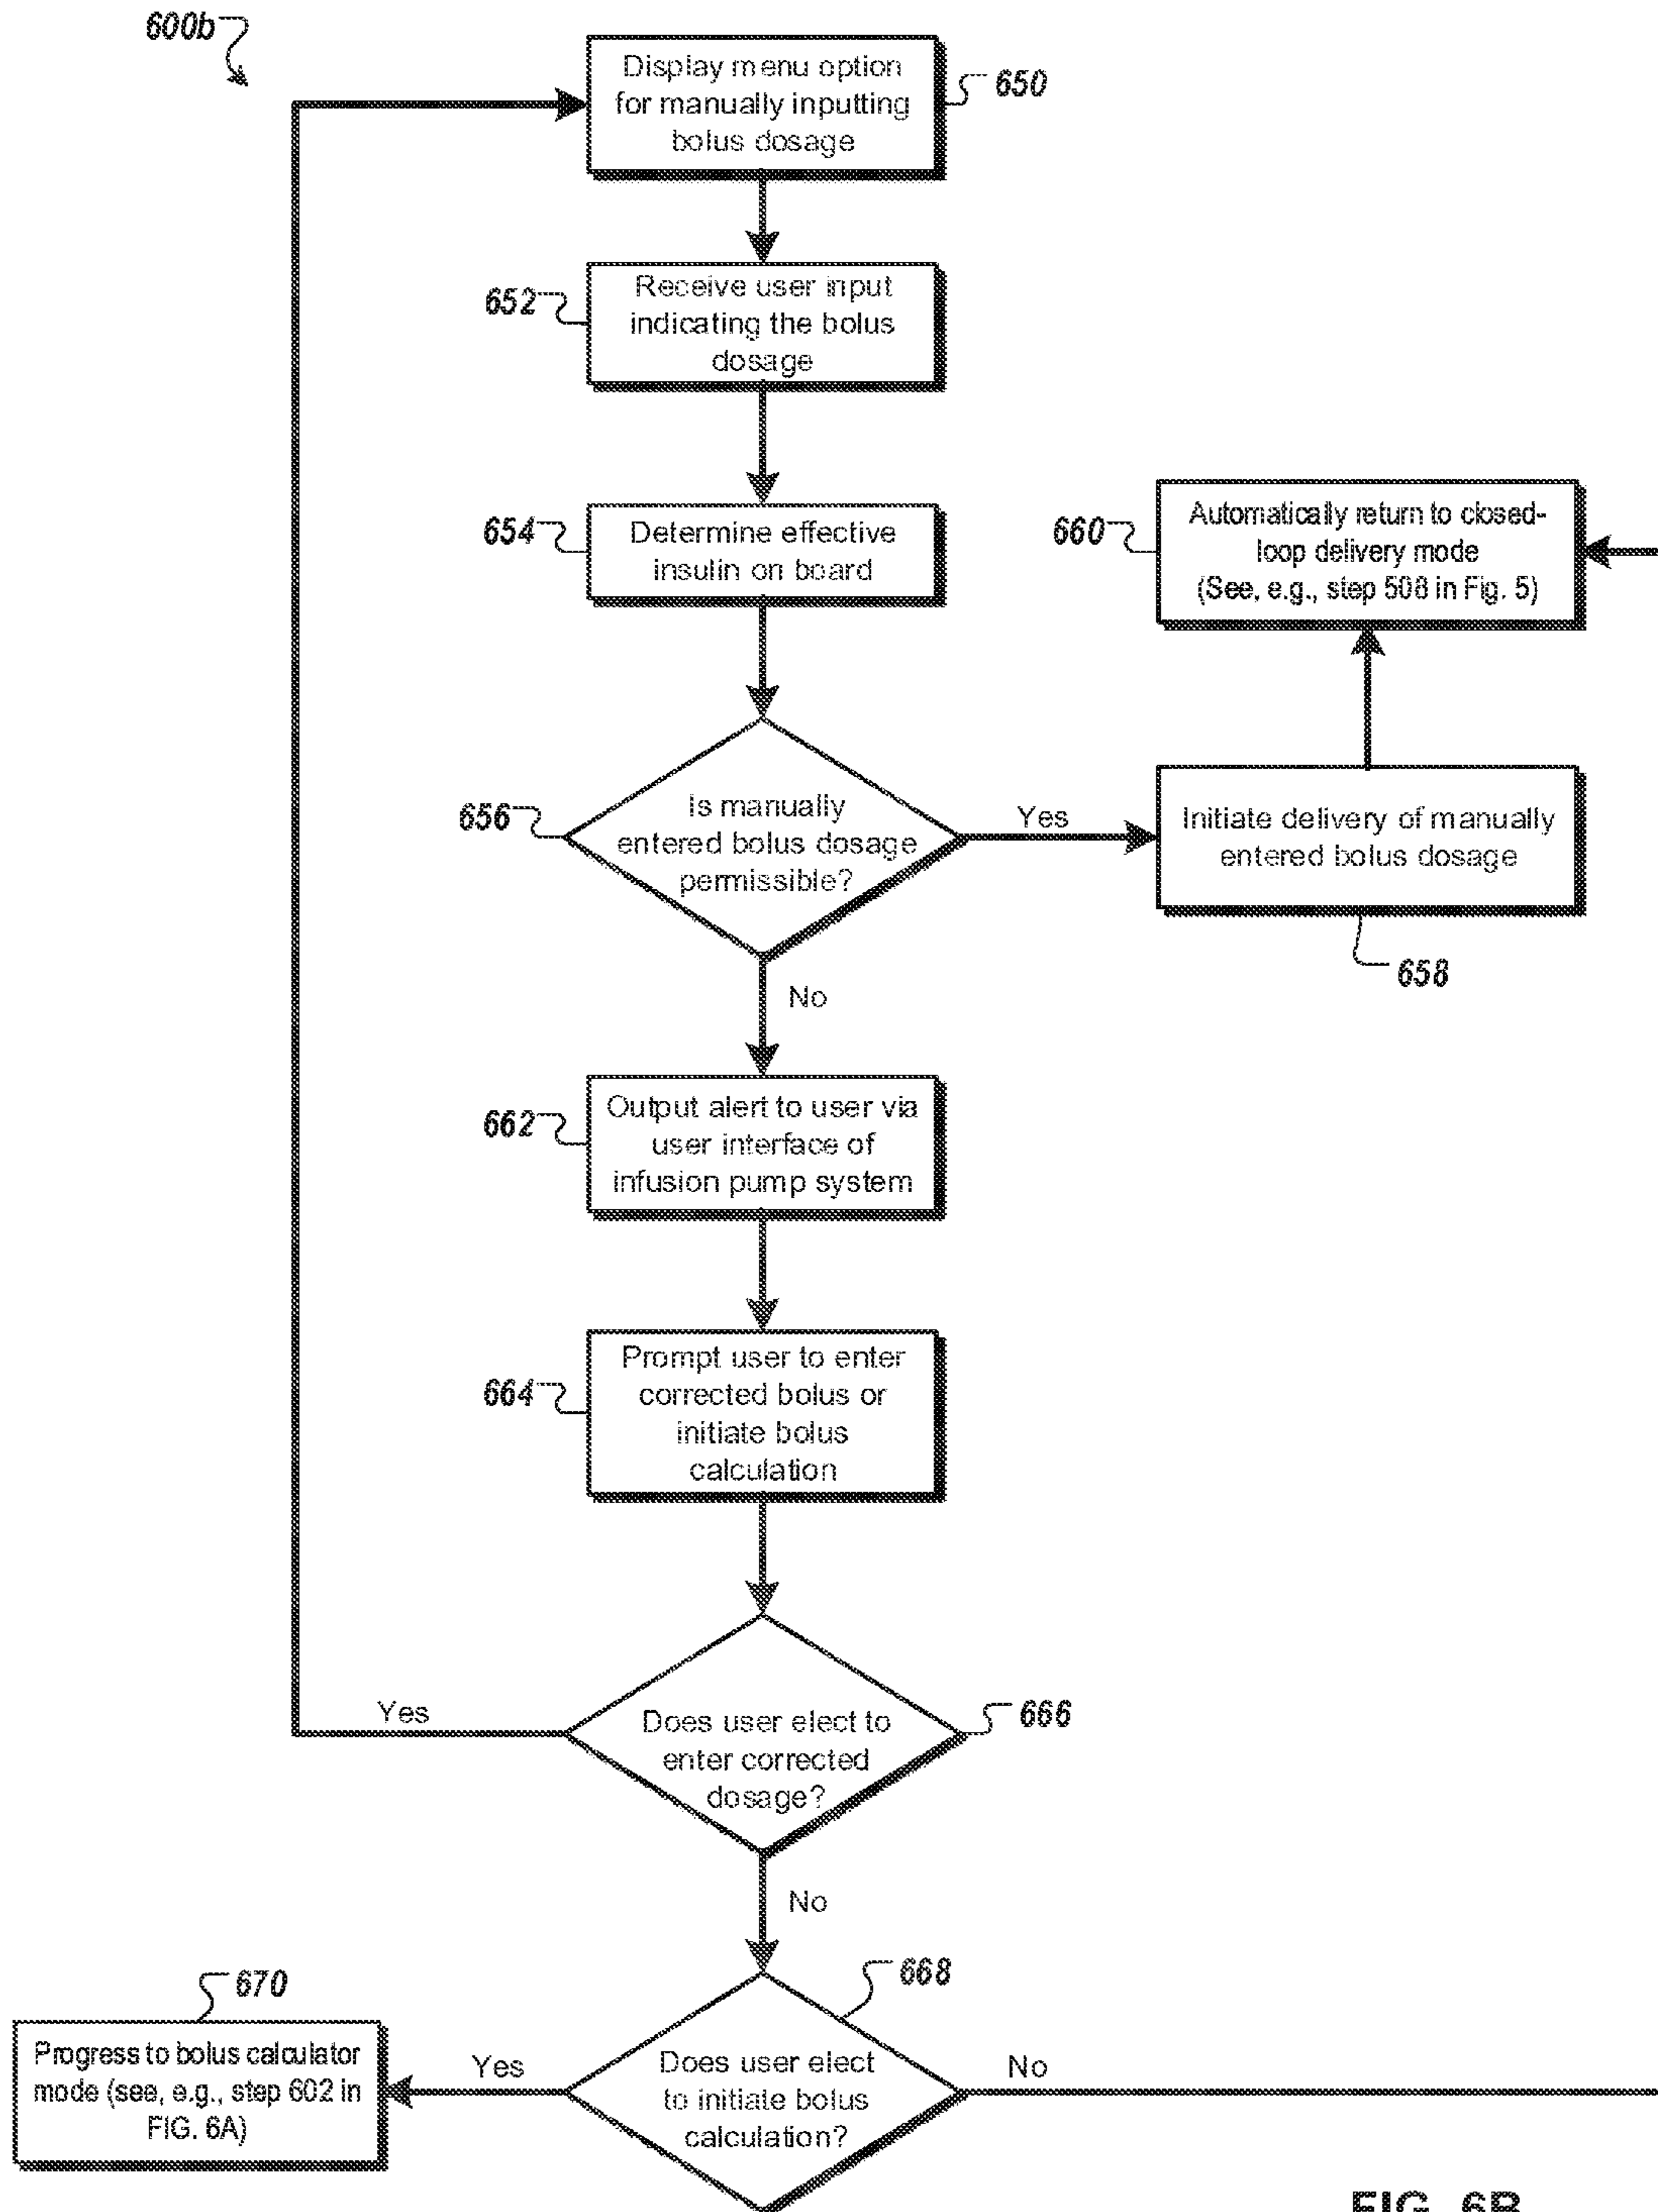 600b
Display menu option
for manually inputting
bolus dosage
650
652
Receive user input
indicating the bolus
dosage
654
Determine effective
insulin on board
660
Automatically return to closed-
loop delivery mode
(See, e.g., step 508 in Fig. 5)
656
Is manually
entered bolus dosage
permissible?
Yes
Initiate delivery of manually
entered bolus dosage
658
No
662
Output alert to user via
user interface of
infusion pump system
664
Prompt user to enter
corrected bolus or
initiate bolus
calculation
Yes
Does user elect to
enter corrected
dosage?
666
No
670
Progress to bolus calculator
mode (see, e.g., step 602 in
FIG. 6A)
Yes
668
Does user elect
to initiate bolus
calculation?
No
FIG. 6B